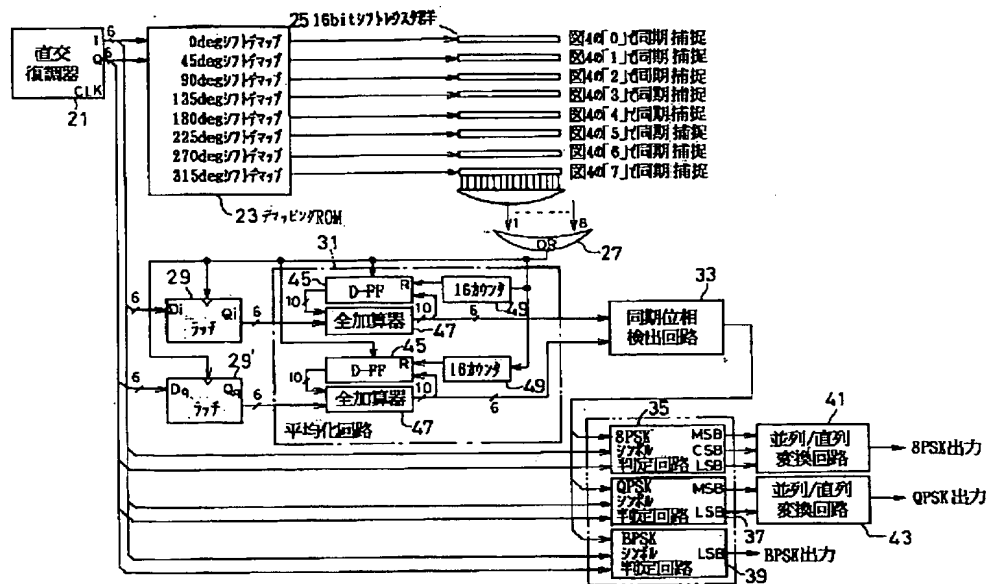 25 16bitシフトレジスタ群
直交
復調器
I
Q
CLK
6
6
21
0degシフトデマップ
45degシフトデマップ
90degシフトデマップ
135degシフトデマップ
180degシフトデマップ
225degシフトデマップ
270degシフトデマップ
315degシフトデマップ
23 デマッピングROM
図4の「0」で同期捕捉
図4の「1」で同期捕捉
図4の「2」で同期捕捉
図4の「3」で同期捕捉
図4の「4」で同期捕捉
図4の「5」で同期捕捉
図4の「6」で同期捕捉
図4の「7」で同期捕捉
1
8
OR
27
31
29
6
Di
Qi
ラッチ
6
45
D-FF
R
16カウンタ
49
10
10
全加算器
47
6
33
同期位相
検出回路
29'
6
Dq
Qq
ラッチ
6
45
D-FF
R
16カウンタ
49
10
10
全加算器
47
6
平均化回路
35
8PSK
シンボル
判定回路
MSB
CSB
LSB
41
並列/直列
変換回路
8PSK出力
QPSK
シンボル
判定回路
MSB
LSB
37
並列/直列
変換回路
43
QPSK出力
BPSK
シンボル
判定回路
LSB
39
BPSK出力